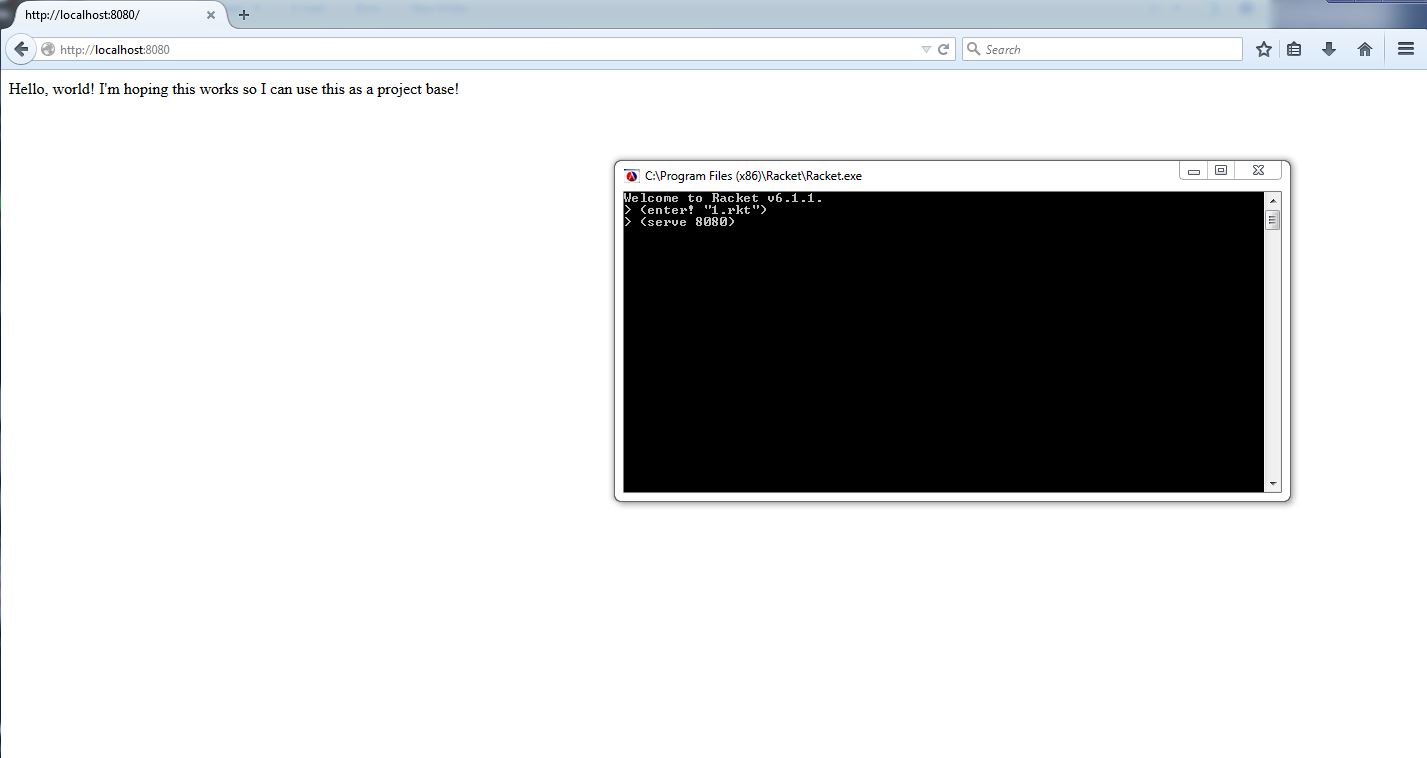 http://localhost:8080/
http://localhost:8080
Search
Hello, world! I'm hoping this works so I can use this as a project base!
C:\Program Files (x86)\Racket\Racket.exe
Welcome to Racket v6.1.1.
> (enter! "1.rkt")
> (serve 8080)